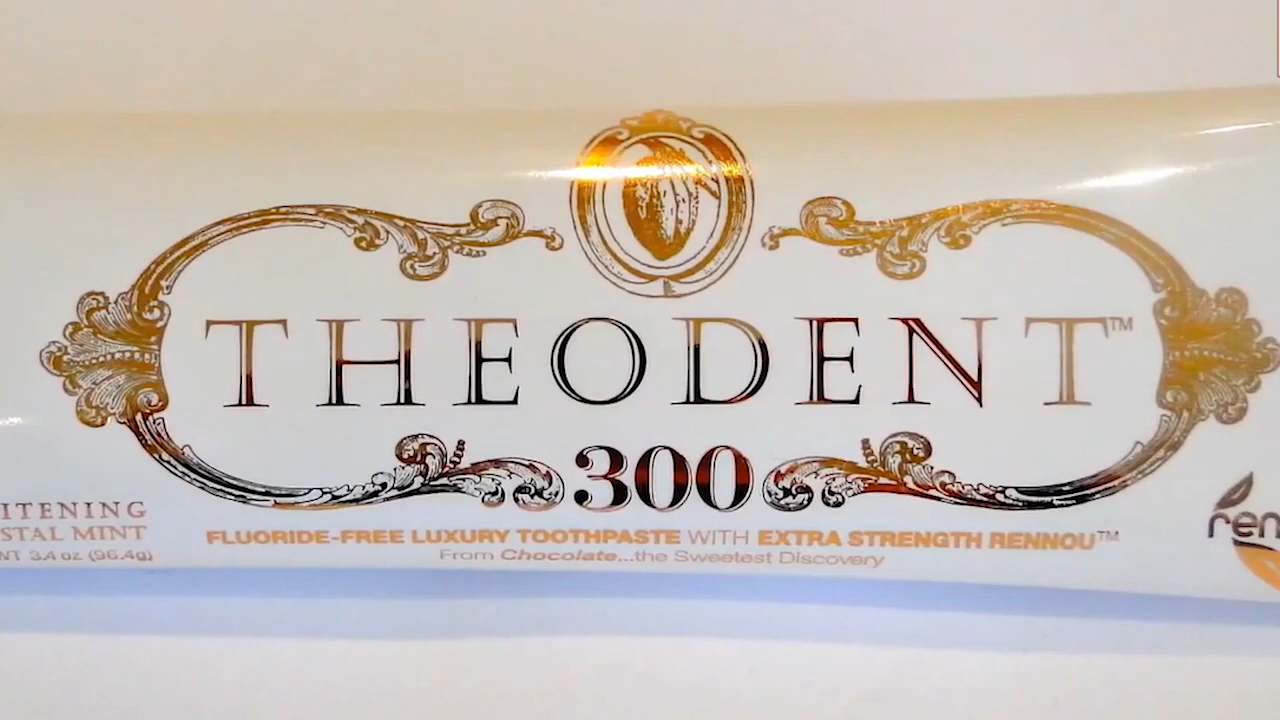 THEODENT™
300
ITENING
STAL MINT
NT 3.4 oz (96.4g)
FLUORIDE-FREE LUXURY TOOTHPASTE WITH EXTRA STRENGTH RENNOU™
From Chocolate...the Sweetest Discovery
ren